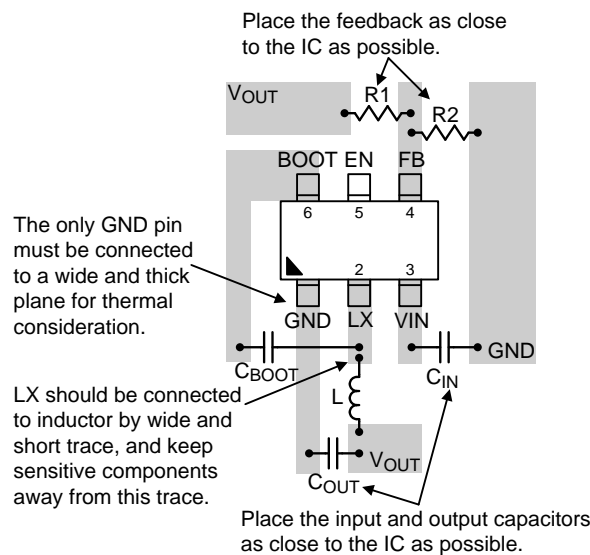 Place the feedback as close
to the IC as possible.
VOUT
R1
R2
BOOT EN FB
6 5 4
The only GND pin
must be connected
to a wide and thick
plane for thermal
consideration.
2 3
GND LX VIN
GND
CBOOT
CIN
LX should be connected
to inductor by wide and
short trace, and keep
sensitive components
away from this trace.
L
VOUT
COUT
Place the input and output capacitors
as close to the IC as possible.